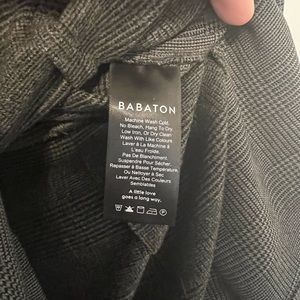 BABATON
Machine Wash Cold,
No Bleach, Hang To Dry
Low Iron, Or Dry Clean
Wash With Like Colours
Laver À La Machine À
L'eau Froide.
Pas De Blanchiment.
Suspendre Pour Sécher.
Repasser à Basse Température.
Ou Nettoyer à Sec
Laver Avec Des Couleurs
Semblables
A little love
goes a long way.